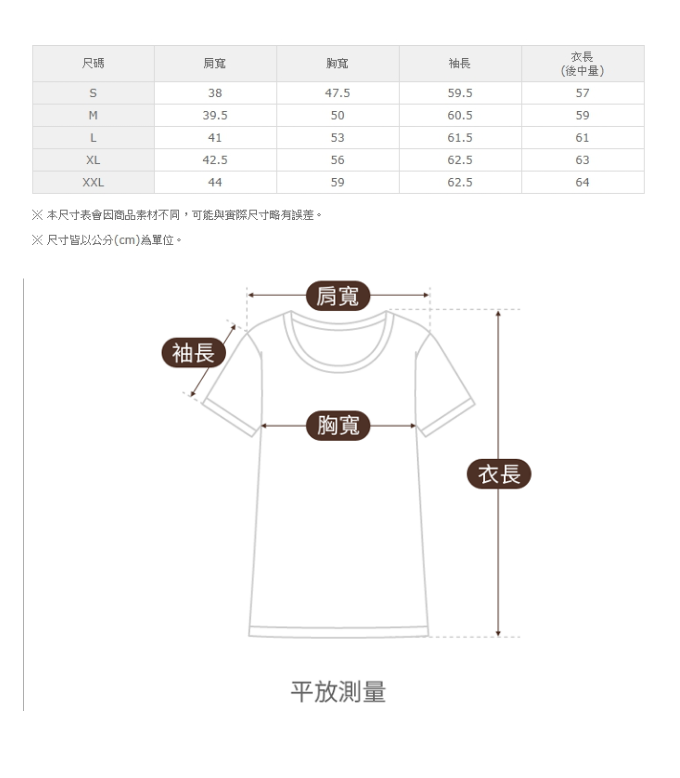 尺碼 肩寬 胸寬 袖長 衣長
(後中量)
S 38 47.5 59.5 57
M 39.5 50 60.5 59
L 41 53 61.5 61
XL 42.5 56 62.5 63
XXL 44 59 62.5 64
※ 本尺寸表會因商品素材不同，可能與實際尺寸略有誤差。
※ 尺寸皆以公分(cm)為單位。
肩寬
袖長
胸寬
衣長
平放測量